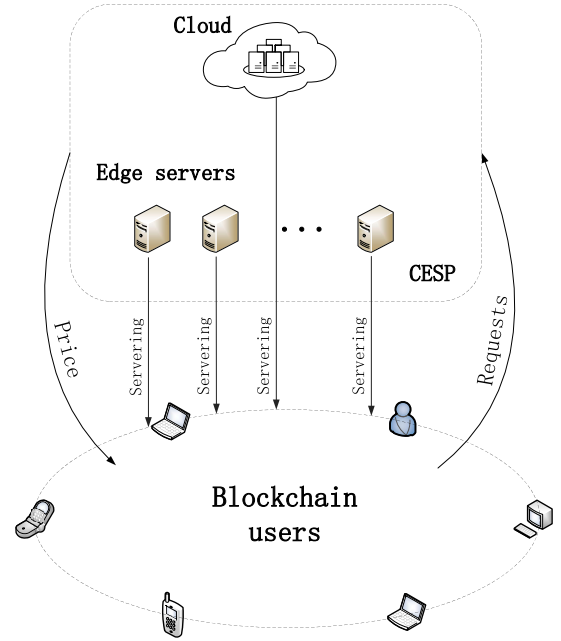 Cloud
Edge servers
CESP
Price
Servering
Servering
Servering
Servering
Requests
Blockchain
users